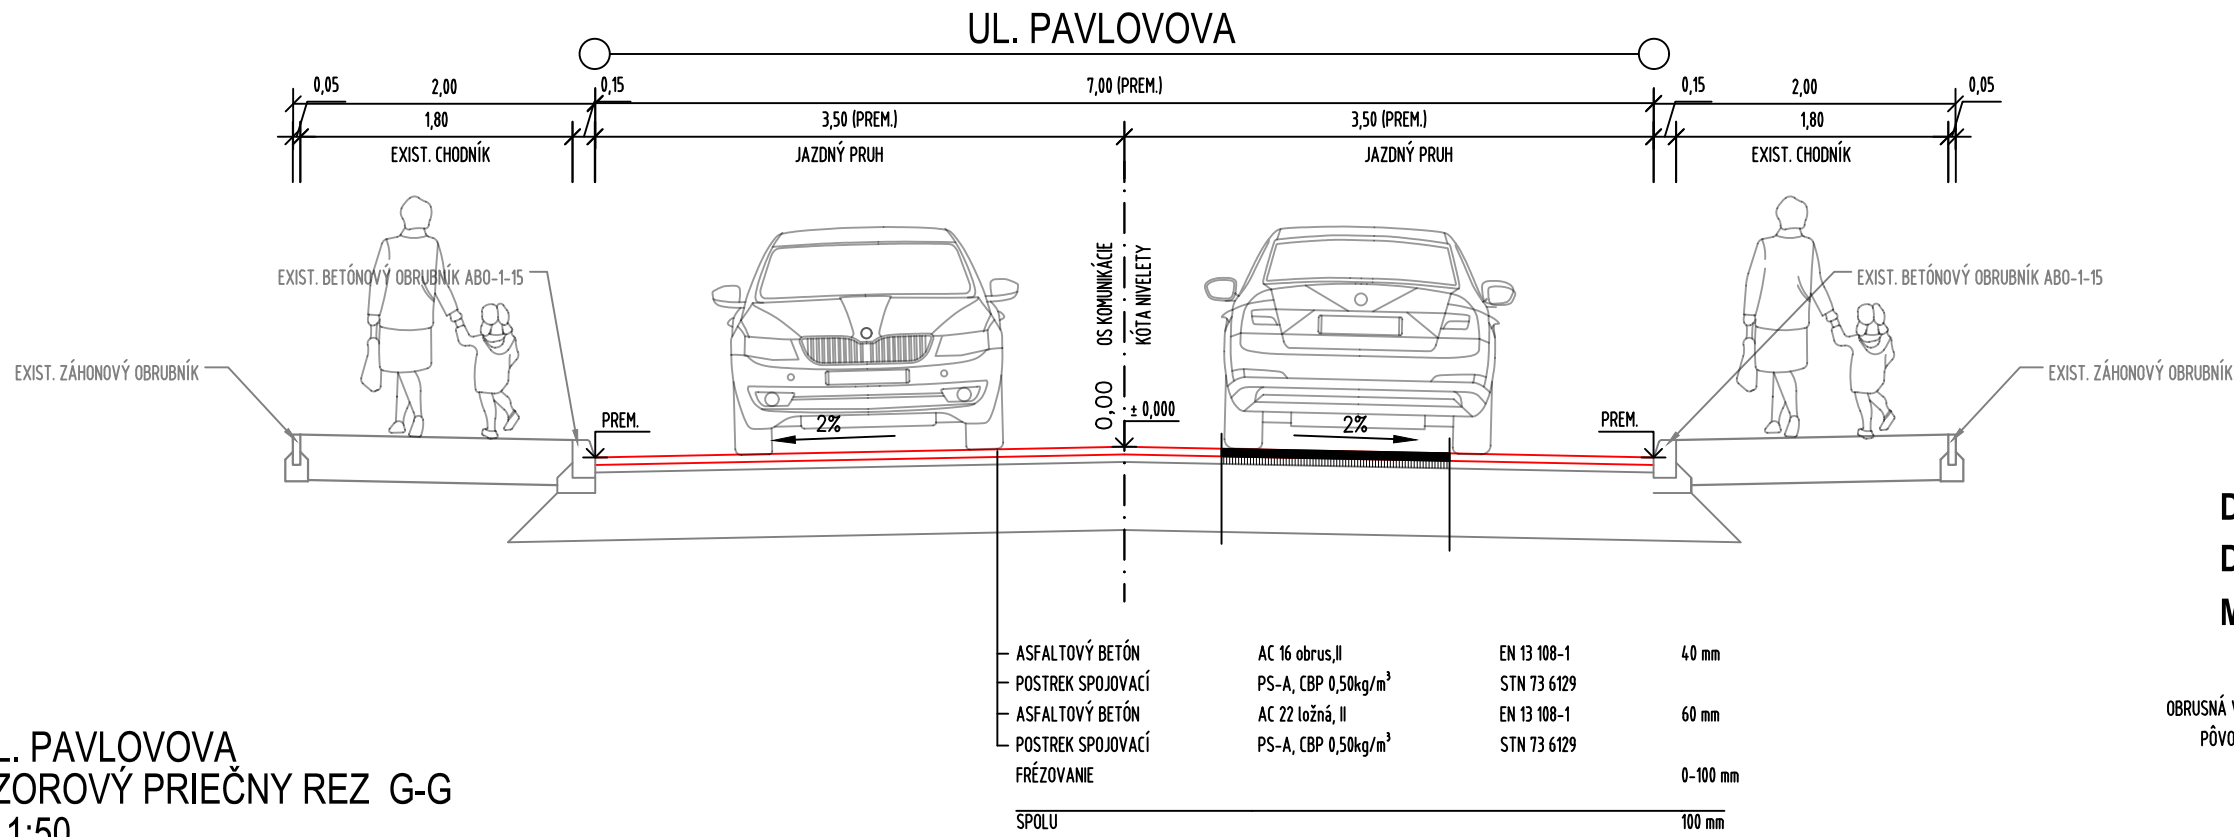 UL. PAVLOVOVA
0,05 2,00 0,15 7,00 (PREM.) 0,15 2,00 0,05
1,80 3,50 (PREM.) 3,50 (PREM.) 1,80
EXIST. CHODNÍK JAZDNÝ PRUH JAZDNÝ PRUH EXIST. CHODNÍK
OS KOMUNIKÁCIE
KÓTA NIVELETY
EXIST. BETÓNOVÝ OBRUBNÍK ABO-1-15 EXIST. BETÓNOVÝ OBRUBNÍK ABO-1-15
EXIST. ZÁHONOVÝ OBRUBNÍK EXIST. ZÁHONOVÝ OBRUBNÍK
0,00
± 0,000
PREM. 2% 2% PREM.
ASFALTOVÝ BETÓN AC 16 obrus,II EN 13 108-1 40 mm
POSTREK SPOJOVACÍ PS-A, CBP 0,50kg/m³ STN 73 6129
ASFALTOVÝ BETÓN AC 22 ložná, II EN 13 108-1 60 mm
POSTREK SPOJOVACÍ PS-A, CBP 0,50kg/m³ STN 73 6129
FRÉZOVANIE 0-100 mm
SPOLU 100 mm
L. PAVLOVOVA
ZOROVÝ PRIEČNY REZ G-G
1:50
D
D
M
OBRUSNÁ V
PÔVO